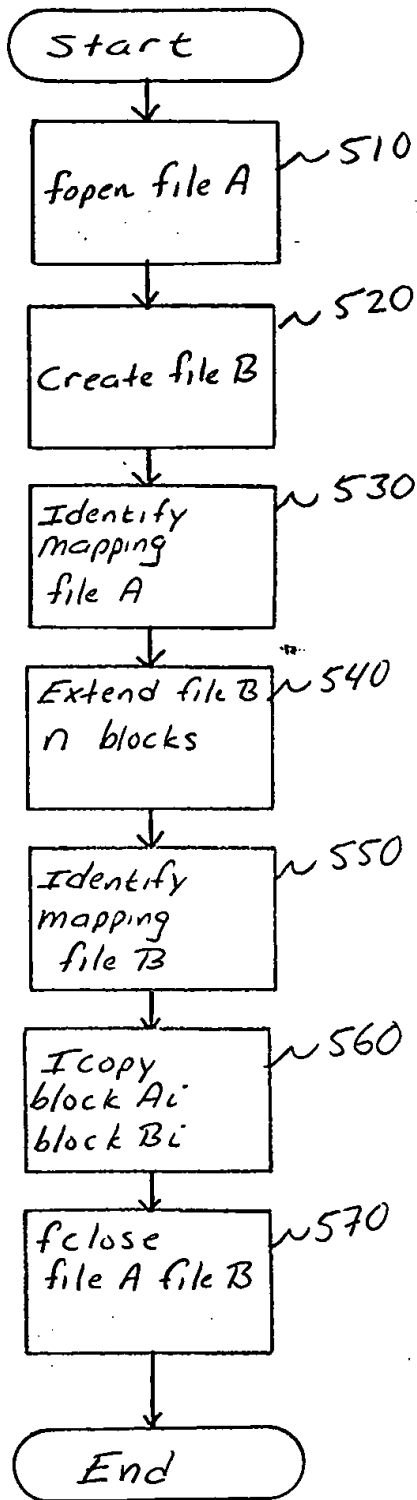 Start
510
fopen file A
520
Create file B
530
Identify
mapping
file A
540
Extend file B
n blocks
550
Identify
mapping
file B
560
Icopy
block Ai
block Bi
570
fclose
file A file B
End